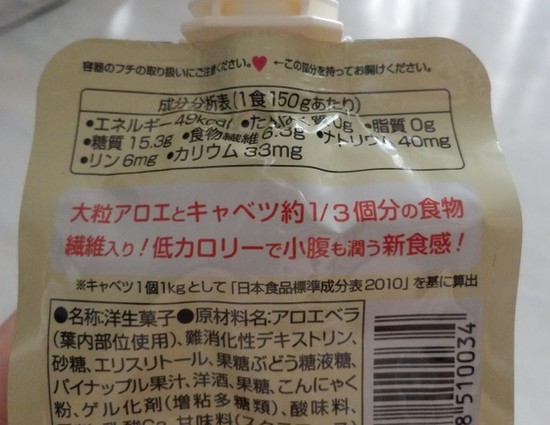 容器のフチの取り扱いにご注意ください。♥ ←この部分を持ってお開けください。
成分分析表(1食150gあたり)
●エネルギー49kcal ●たんぱく質0g ●脂質0g
●糖質15.3g ●食物繊維6.3g ●ナトリウム40mg
●リン6mg ●カリウム33mg
大粒アロエとキャベツ約1/3個分の食物
繊維入り!低カロリーで小腹も潤う新食感!
※キャベツ1個1kgとして「日本食品標準成分表2010」を基に算出
●名称:洋生菓子●原材料名:アロエベラ
(葉内部位使用)、難消化性デキストリン、
砂糖、エリスリトール、果糖ぶどう糖液糖、
パイナップル果汁、洋酒、果糖、こんにゃく
粉、ゲル化剤(増粘多糖類)、酸味料、
8510034